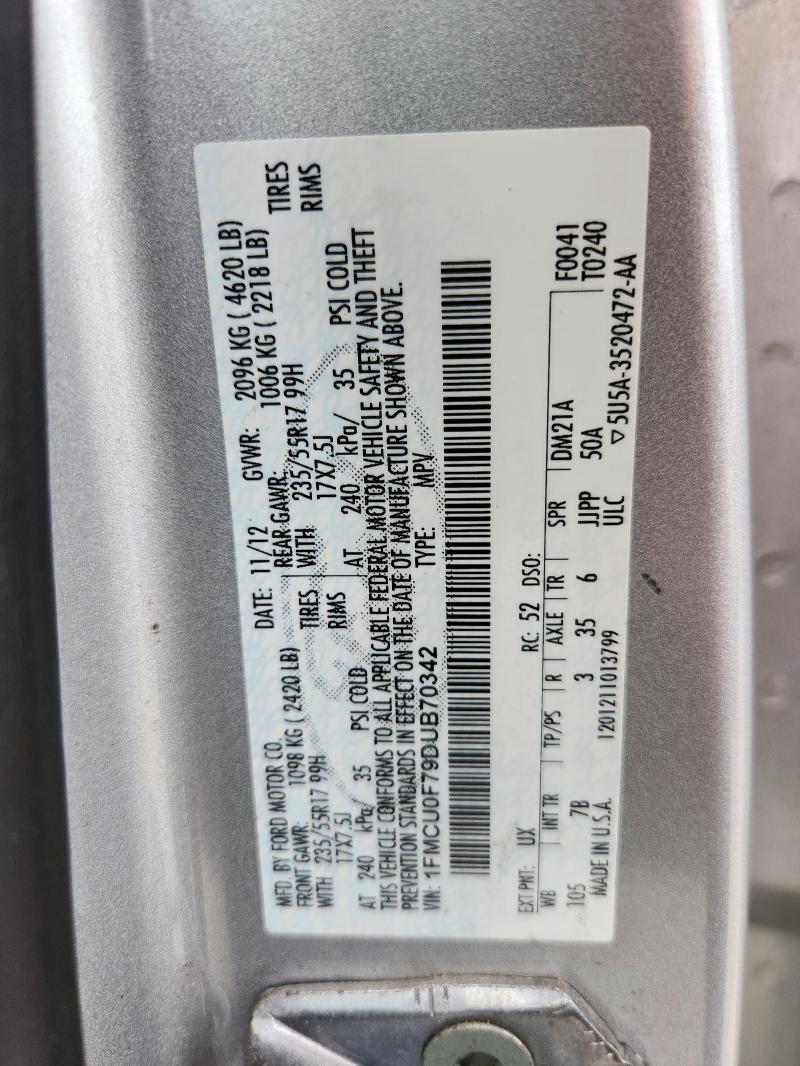 MFD. BY FORD MOTOR CO. DATE: 11/12 GVWR: 2096 KG ( 4620 LB)
FRONT GAWR: 1098 KG ( 2420 LB) REAR GAWR: 1006 KG ( 2218 LB)
WITH 235/55R17 99H TIRES WITH 235/55R17 99H TIRES
17X7.5J RIMS 17X7.5J RIMS
AT 240 kPa/ 35 PSI COLD AT 240 kPa/ 35 PSI COLD
THIS VEHICLE CONFORMS TO ALL APPLICABLE FEDERAL MOTOR VEHICLE SAFETY AND THEFT
PREVENTION STANDARDS IN EFFECT ON THE DATE OF MANUFACTURE SHOWN ABOVE.
VIN: 1FMCU0F79DUB70342 TYPE: MPV
EXT PNT: UX RC: 52 DSO:
WB INT TR TP/PS R AXLE TR SPR DM21A F0041
105 7B 3 35 6 JJPP 50A T0240
MADE IN U.S.A. 1201211013799 ULC ▽5U5A-3520472-AA